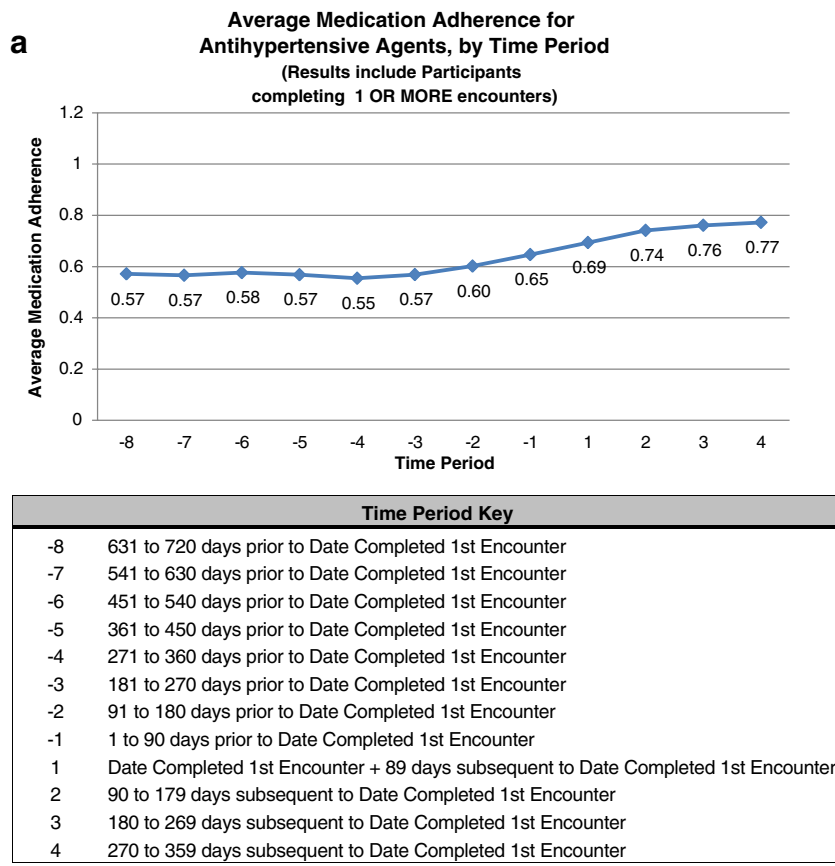 a
Average Medication Adherence for
Antihypertensive Agents, by Time Period
(Results include Participants
completing 1 OR MORE encounters)
Average Medication Adherence
1.2
1
0.8
0.6
0.4
0.2
0
0.57 0.57 0.58 0.57 0.55 0.57 0.60 0.65 0.69 0.74 0.76 0.77
-8 -7 -6 -5 -4 -3 -2 -1 1 2 3 4
Time Period
Time Period Key
-8 631 to 720 days prior to Date Completed 1st Encounter
-7 541 to 630 days prior to Date Completed 1st Encounter
-6 451 to 540 days prior to Date Completed 1st Encounter
-5 361 to 450 days prior to Date Completed 1st Encounter
-4 271 to 360 days prior to Date Completed 1st Encounter
-3 181 to 270 days prior to Date Completed 1st Encounter
-2 91 to 180 days prior to Date Completed 1st Encounter
-1 1 to 90 days prior to Date Completed 1st Encounter
1 Date Completed 1st Encounter + 89 days subsequent to Date Completed 1st Encounter
2 90 to 179 days subsequent to Date Completed 1st Encounter
3 180 to 269 days subsequent to Date Completed 1st Encounter
4 270 to 359 days subsequent to Date Completed 1st Encounter